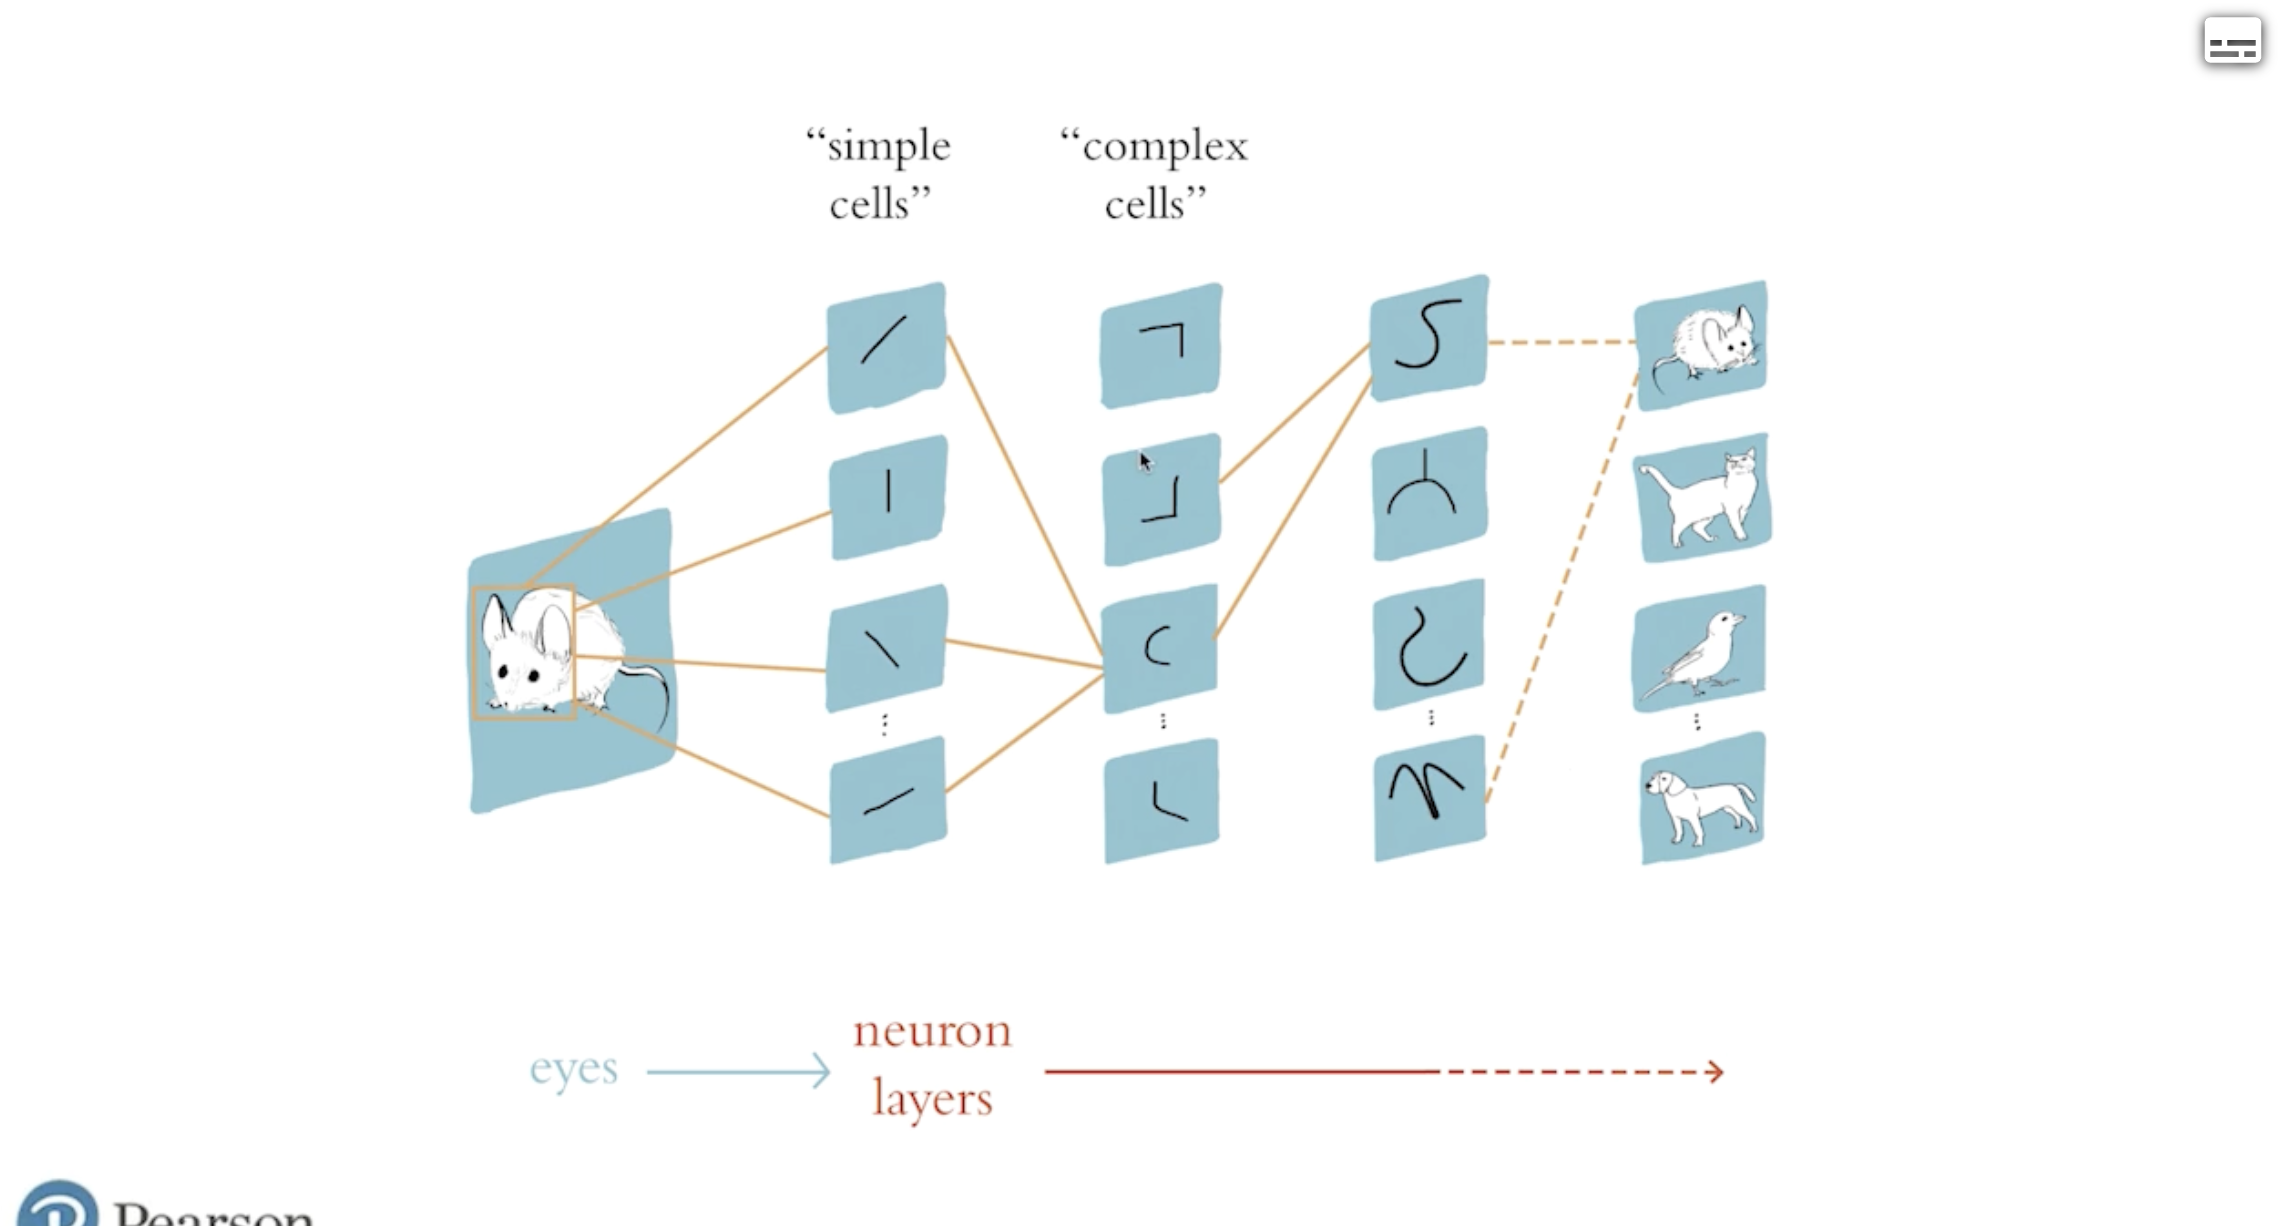 “simple
cells”
“complex
cells”
eyes
neuron
layers
Pearson